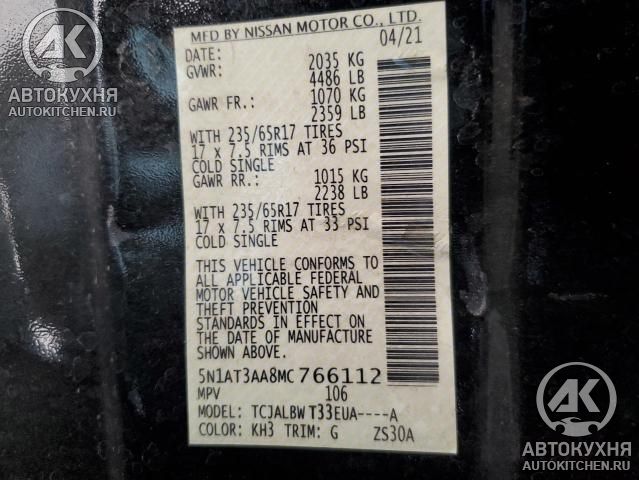 MFD BY NISSAN MOTOR CO., LTD.
DATE: 04/21
GVWR: 2035 KG
4486 LB
GAWR FR.: 1070 KG
2359 LB
WITH 235/65R17 TIRES
17 x 7.5 RIMS AT 36 PSI
COLD SINGLE
GAWR RR.: 1015 KG
2238 LB
WITH 235/65R17 TIRES
17 x 7.5 RIMS AT 33 PSI
COLD SINGLE
THIS VEHICLE CONFORMS TO
ALL APPLICABLE FEDERAL
MOTOR VEHICLE SAFETY AND
THEFT PREVENTION
STANDARDS IN EFFECT ON
THE DATE OF MANUFACTURE
SHOWN ABOVE.
5N1AT3AA8MC766112
MPV 106
MODEL: TCJALBW T33EUA----A
COLOR: KH3 TRIM: G ZS30A
АК
АВТОКУХНЯ
AUTOKITCHEN.RU
АК
АВТОКУХНЯ
AUTOKITCHEN.RU